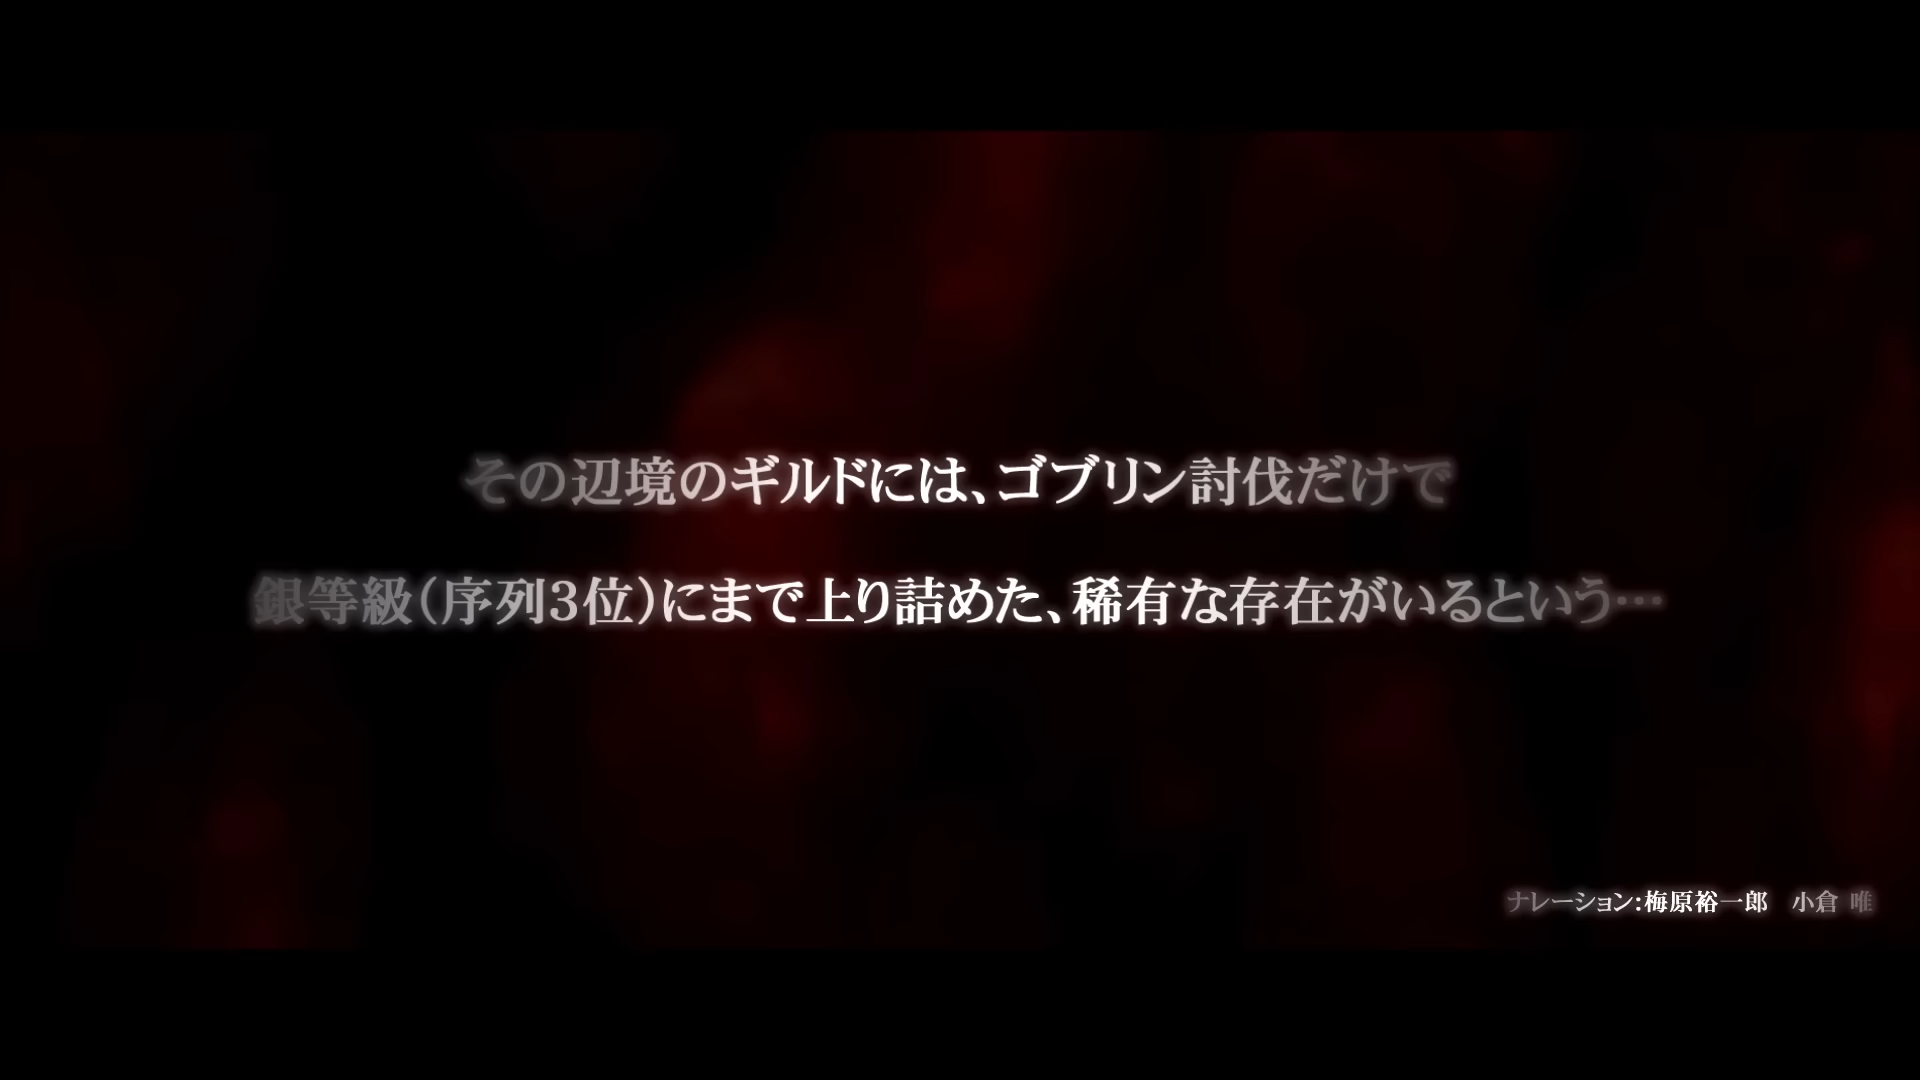 その辺境のギルドには、ゴブリン討伐だけで
銀等級（序列3位）にまで上り詰めた、稀有な存在がいるという…
ナレーション：梅原裕一郎　小倉 唯